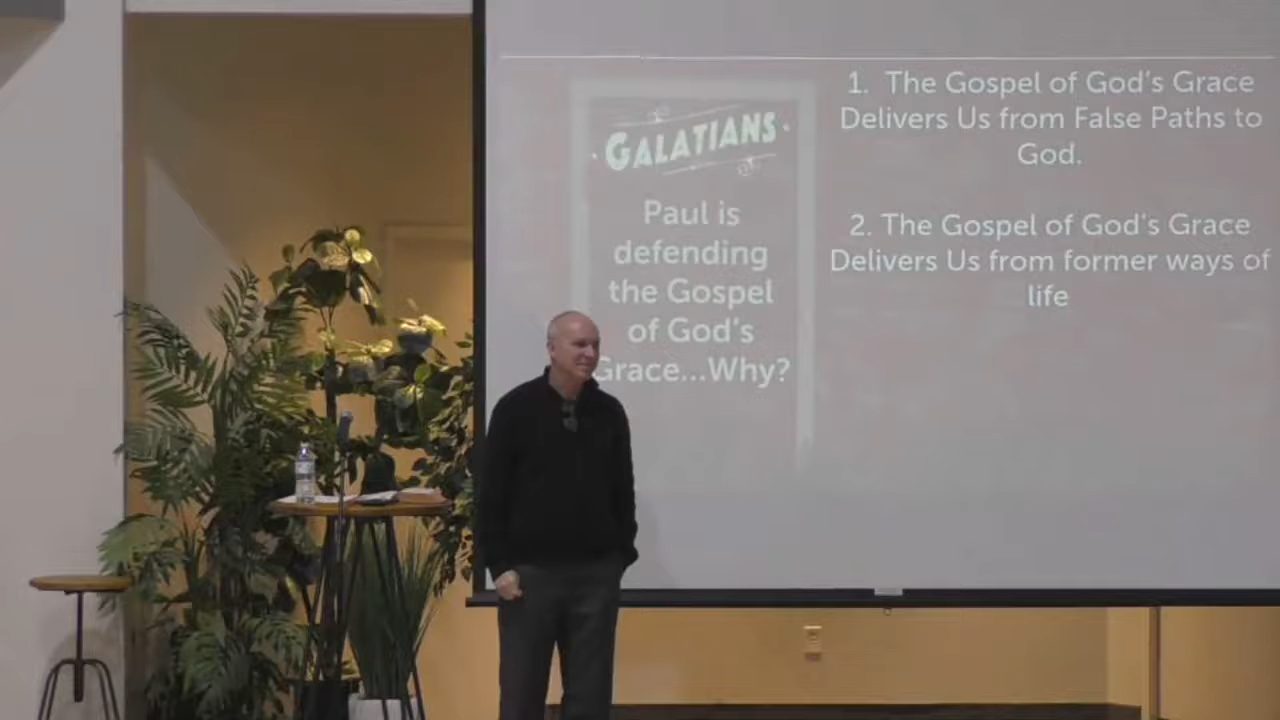 · GALATIANS ·
Paul is
defending
the Gospel
of God's
Grace...Why?
1. The Gospel of God's Grace
Delivers Us from False Paths to
God.
2. The Gospel of God's Grace
Delivers Us from former ways of
life